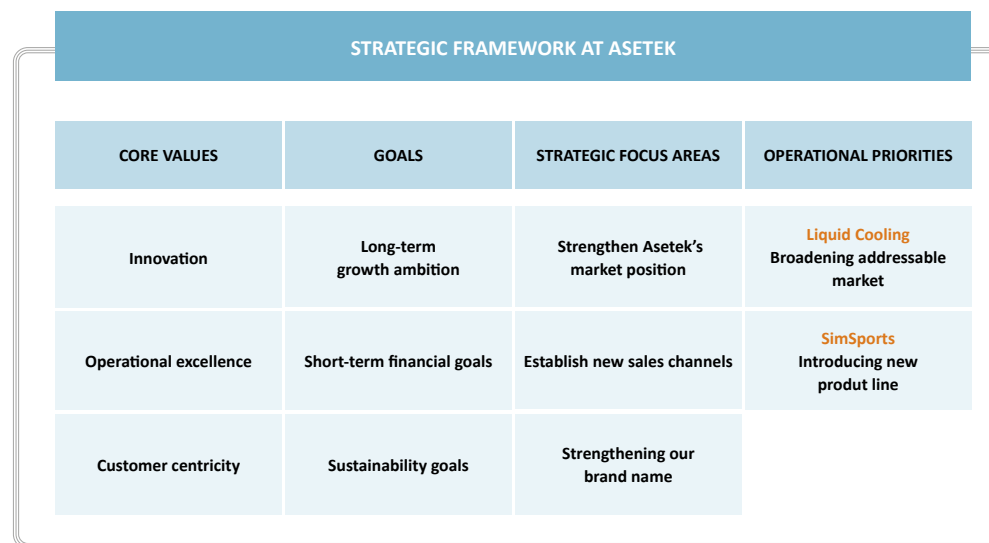 STRATEGIC FRAMEWORK AT ASETEK
CORE VALUES
GOALS
STRATEGIC FOCUS AREAS
OPERATIONAL PRIORITIES
Innovation
Long-term
growth ambition
Strengthen Asetek’s
market position
Liquid Cooling
Broadening addressable
market
Operational excellence
Short-term financial goals
Establish new sales channels
SimSports
Introducing new
produt line
Customer centricity
Sustainability goals
Strengthening our
brand name